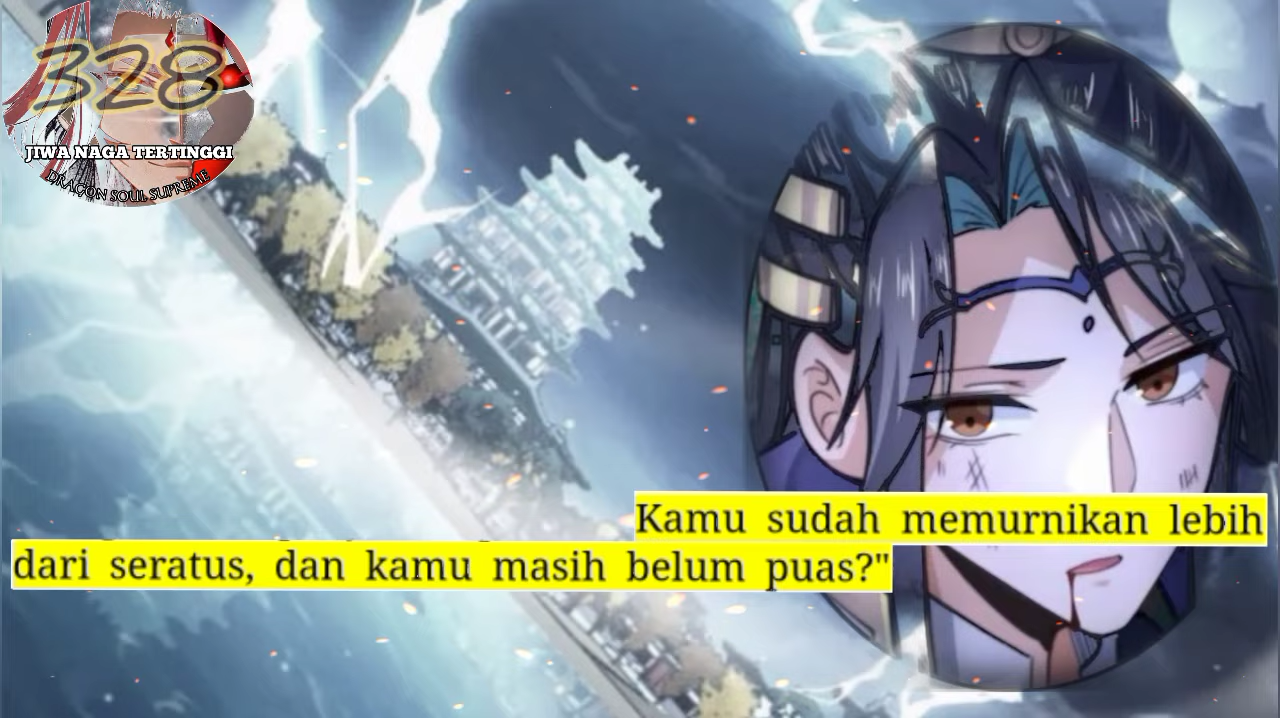 328
JIWA NAGA TERTINGGI
DRAGON SOUL SUPREME
Kamu sudah memurnikan lebih
dari seratus, dan kamu masih belum puas?"